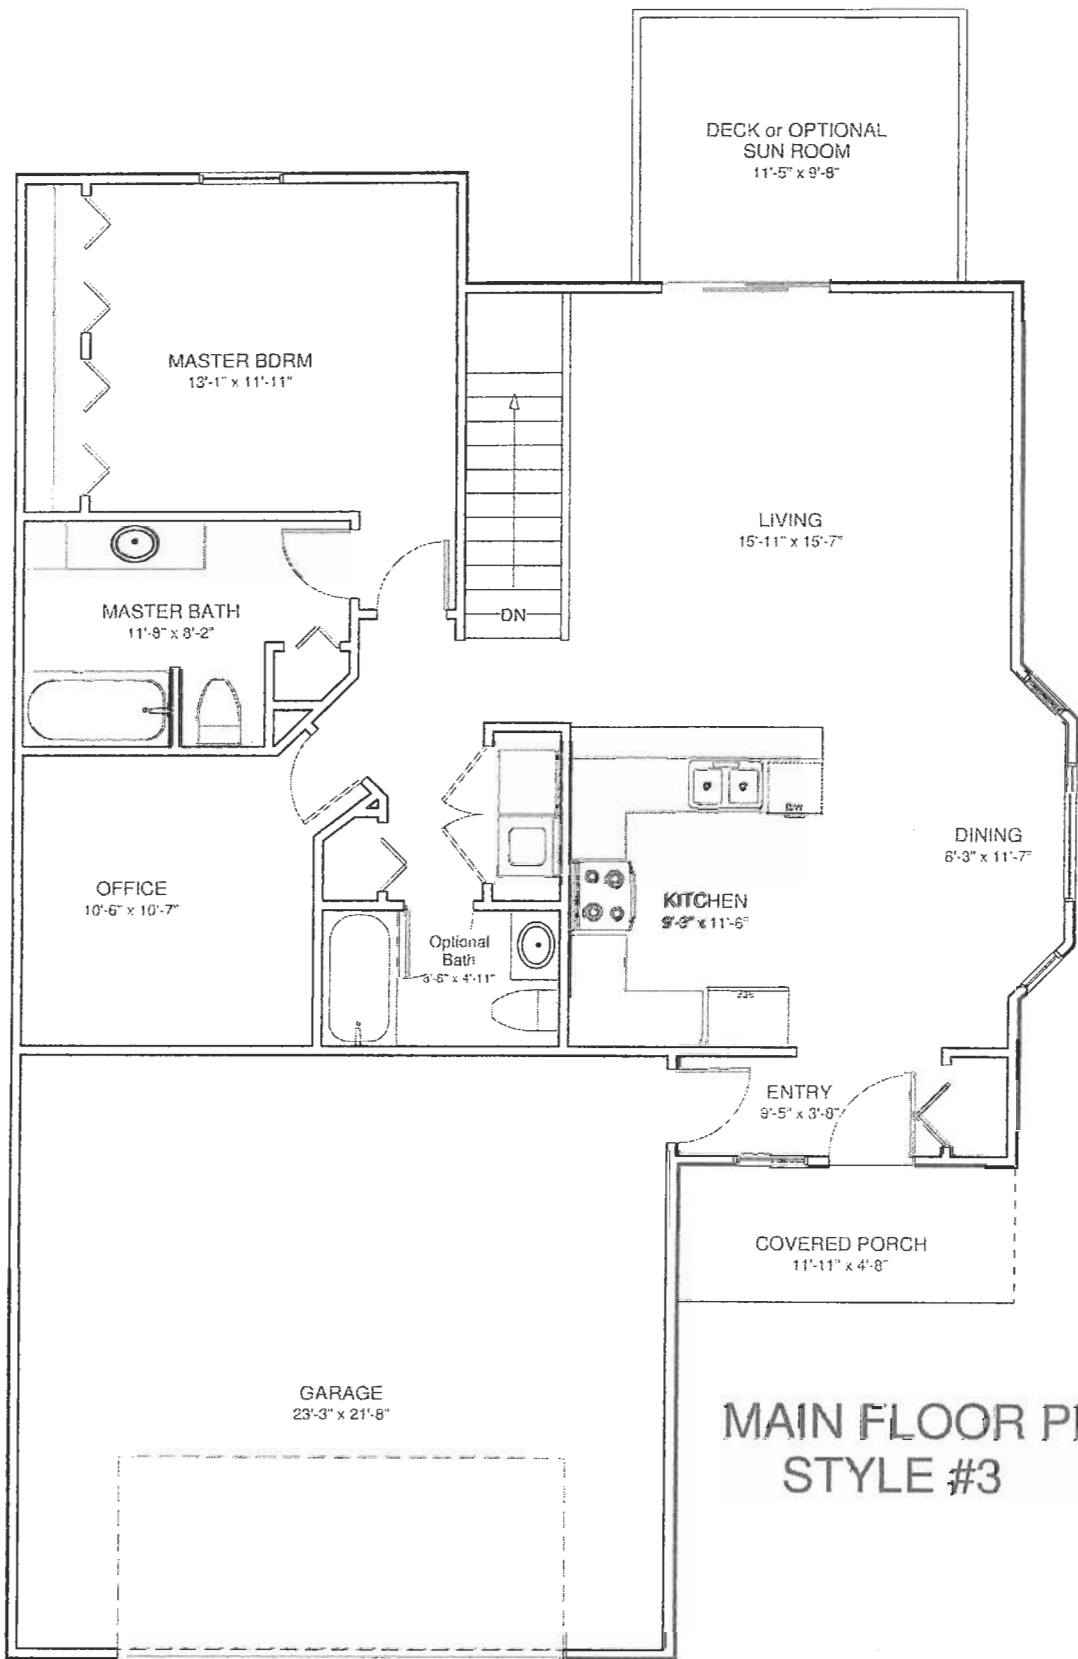 DECK or OPTIONAL
SUN ROOM
11'-5" x 9'-8"
MASTER BDRM
13'-1" x 11'-11"
LIVING
15'-11" x 15'-7"
DN
MASTER BATH
11'-8" x 8'-2"
DW
DINING
8'-3" x 11'-7"
OFFICE
10'-6" x 10'-7"
KITCHEN
9'-3" x 11'-6"
Optional
Bath
8'-6" x 4'-11"
ENTRY
9'-5" x 3'-8"
COVERED PORCH
11'-11" x 4'-8"
GARAGE
23'-3" x 21'-8"
MAIN FLOOR
STYLE #3